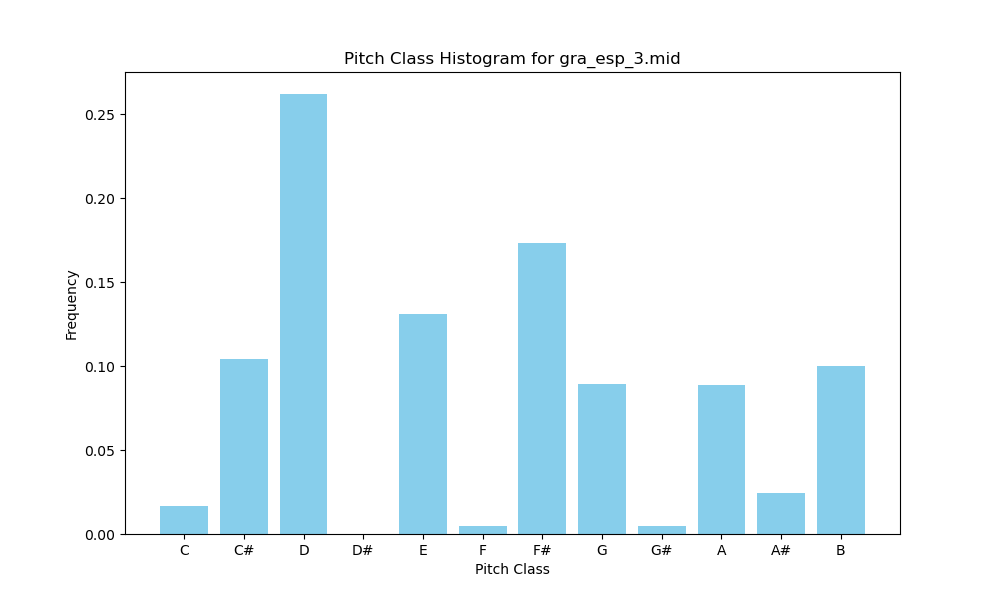 Pitch Class Histogram for gra_esp_3.mid
Frequency
0.25
0.20
0.15
0.10
0.05
0.00
C C# D D# E F F# G G# A A# B
Pitch Class